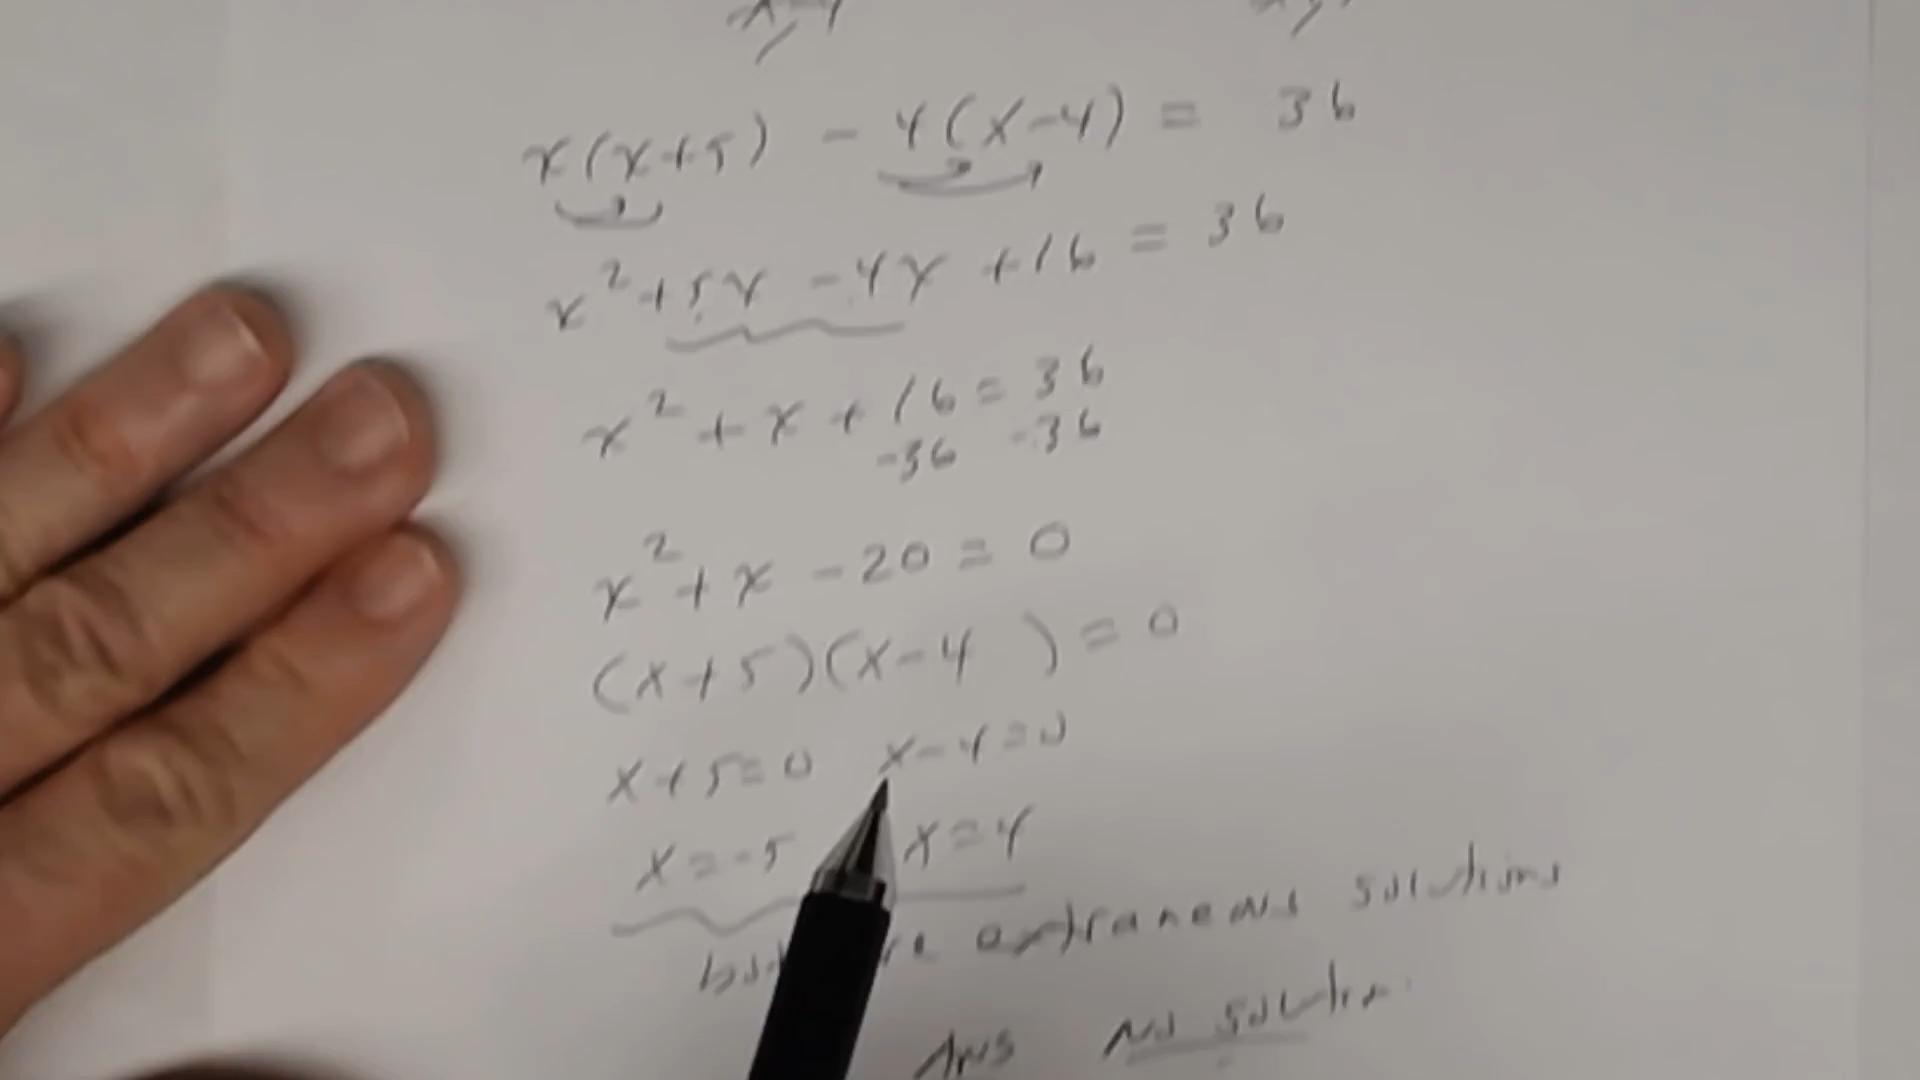 x(x+5) - 4(x-4) = 36
x²+5x - 4x + 16 = 36
x² + x + 16 = 36
-36 -36
x² + x - 20 = 0
(x+5)(x-4 ) = 0
x+5=0 x-4=0
x=-5 x=4
extraneous solutions
Ans No solution